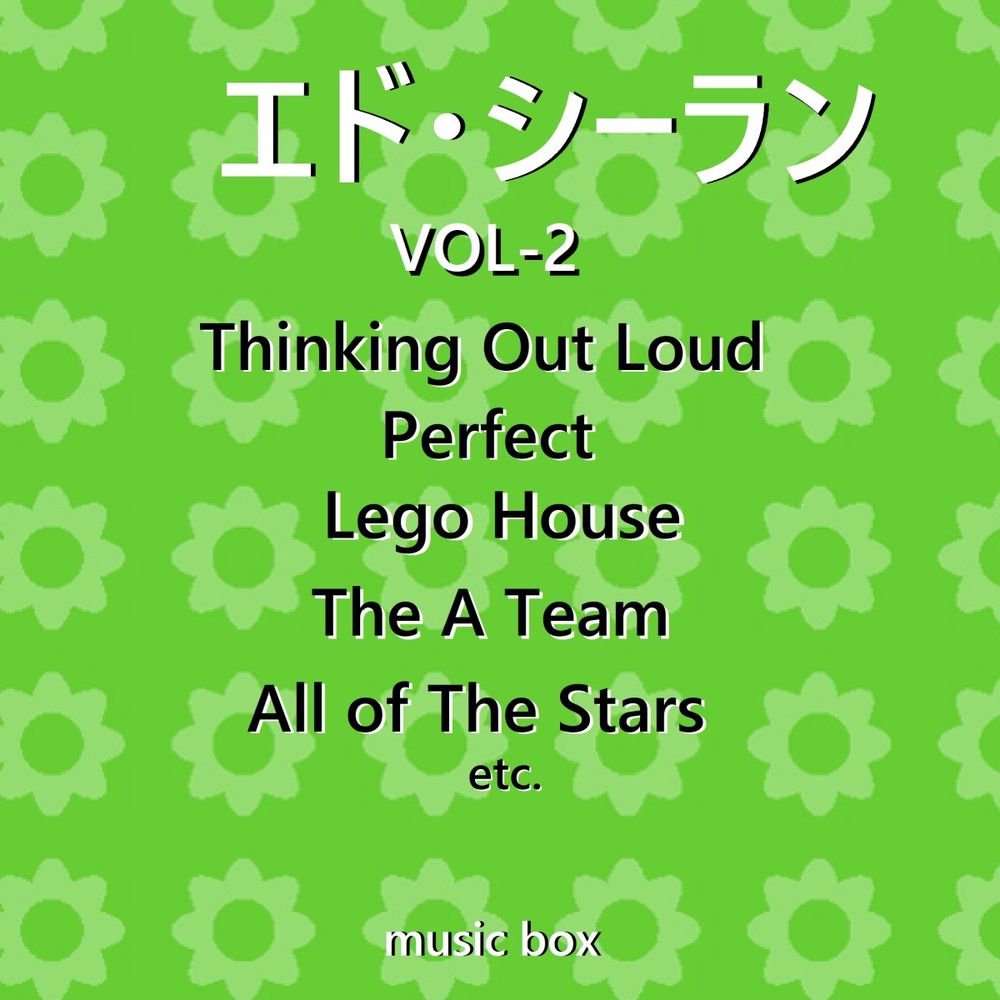 エド・シーラン
VOL-2
Thinking Out Loud
Perfect
Lego House
The A Team
All of The Stars
etc.
music box